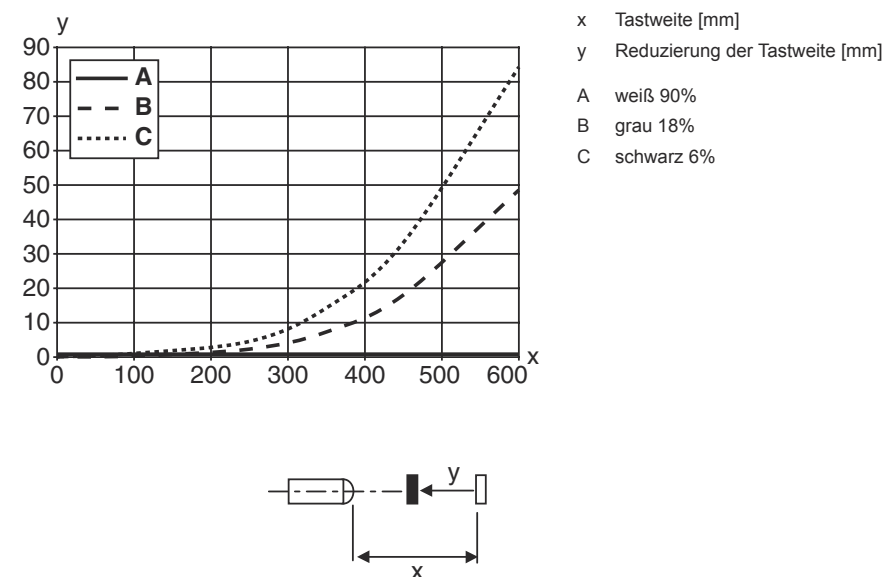 y
90
80
70
60
50
40
30
20
10
0
A
B
C
0 100 200 300 400 500 600
x
x Tastweite [mm]
y Reduzierung der Tastweite [mm]
A weiß 90%
B grau 18%
C schwarz 6%
y
x